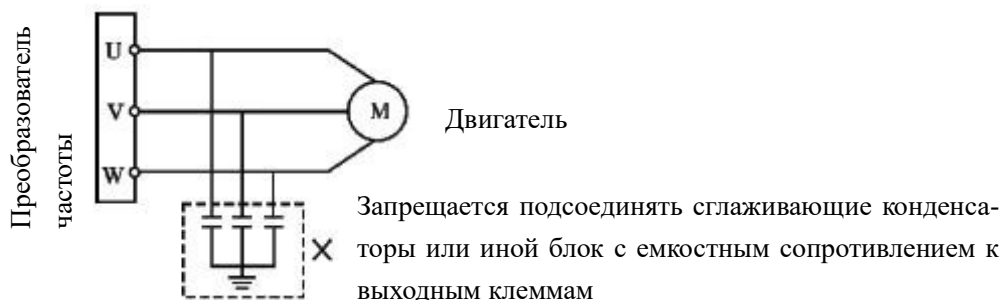 Преобразователь
частоты
U
V
W
M
Двигатель
Запрещается подсоединять сглаживающие конденса-
торы или иной блок с емкостным сопротивлением к
выходным клеммам